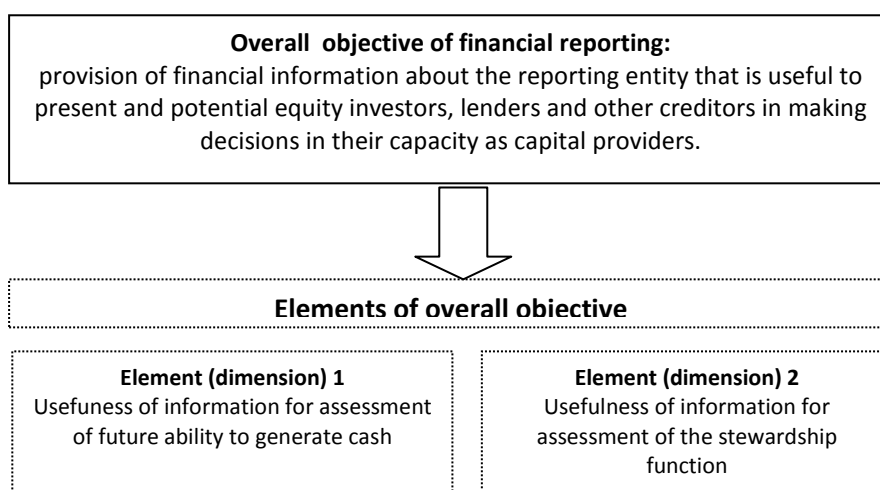 Overall objective of financial reporting:
provision of financial information about the reporting entity that is useful to
present and potential equity investors, lenders and other creditors in making
decisions in their capacity as capital providers.
Elements of overall objective
Element (dimension) 1
Usefuness of information for assessment
of future ability to generate cash
Element (dimension) 2
Usefulness of information for
assessment of the stewardship
function